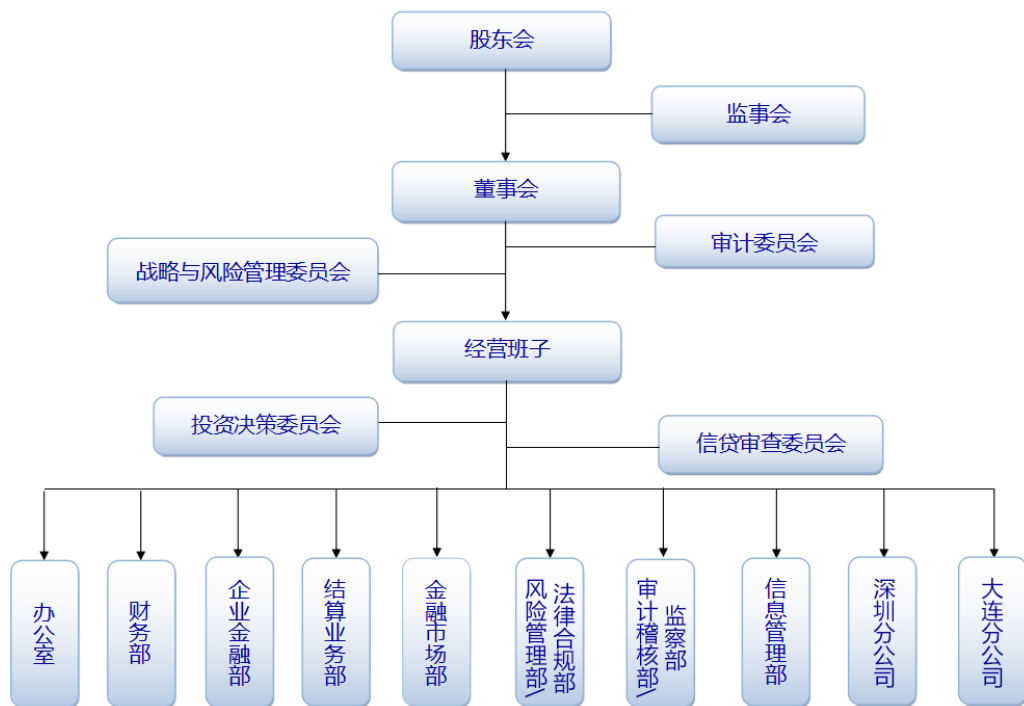 股东会
监事会
董事会
审计委员会
战略与风险管理委员会
经营班子
投资决策委员会
信贷审查委员会
办公室
财务部
企业金融部
结算业务部
金融市场部
风险管理部\
法律合规部
审计稽核部\
监察部
信息管理部
深圳分公司
大连分公司